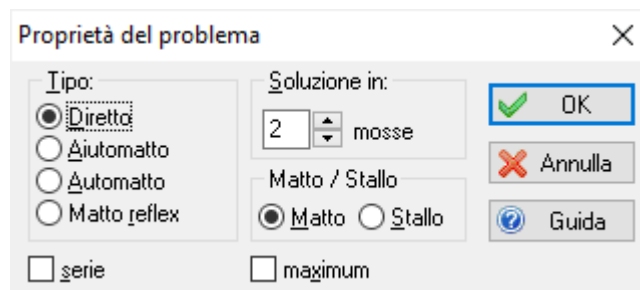 Proprietà del problema
Tipo:
Diretto
Aiutomatto
Automatto
Matto reflex
Soluzione in:
2 mosse
Matto / Stallo
Matto Stallo
OK
Annulla
Guida
serie
maximum